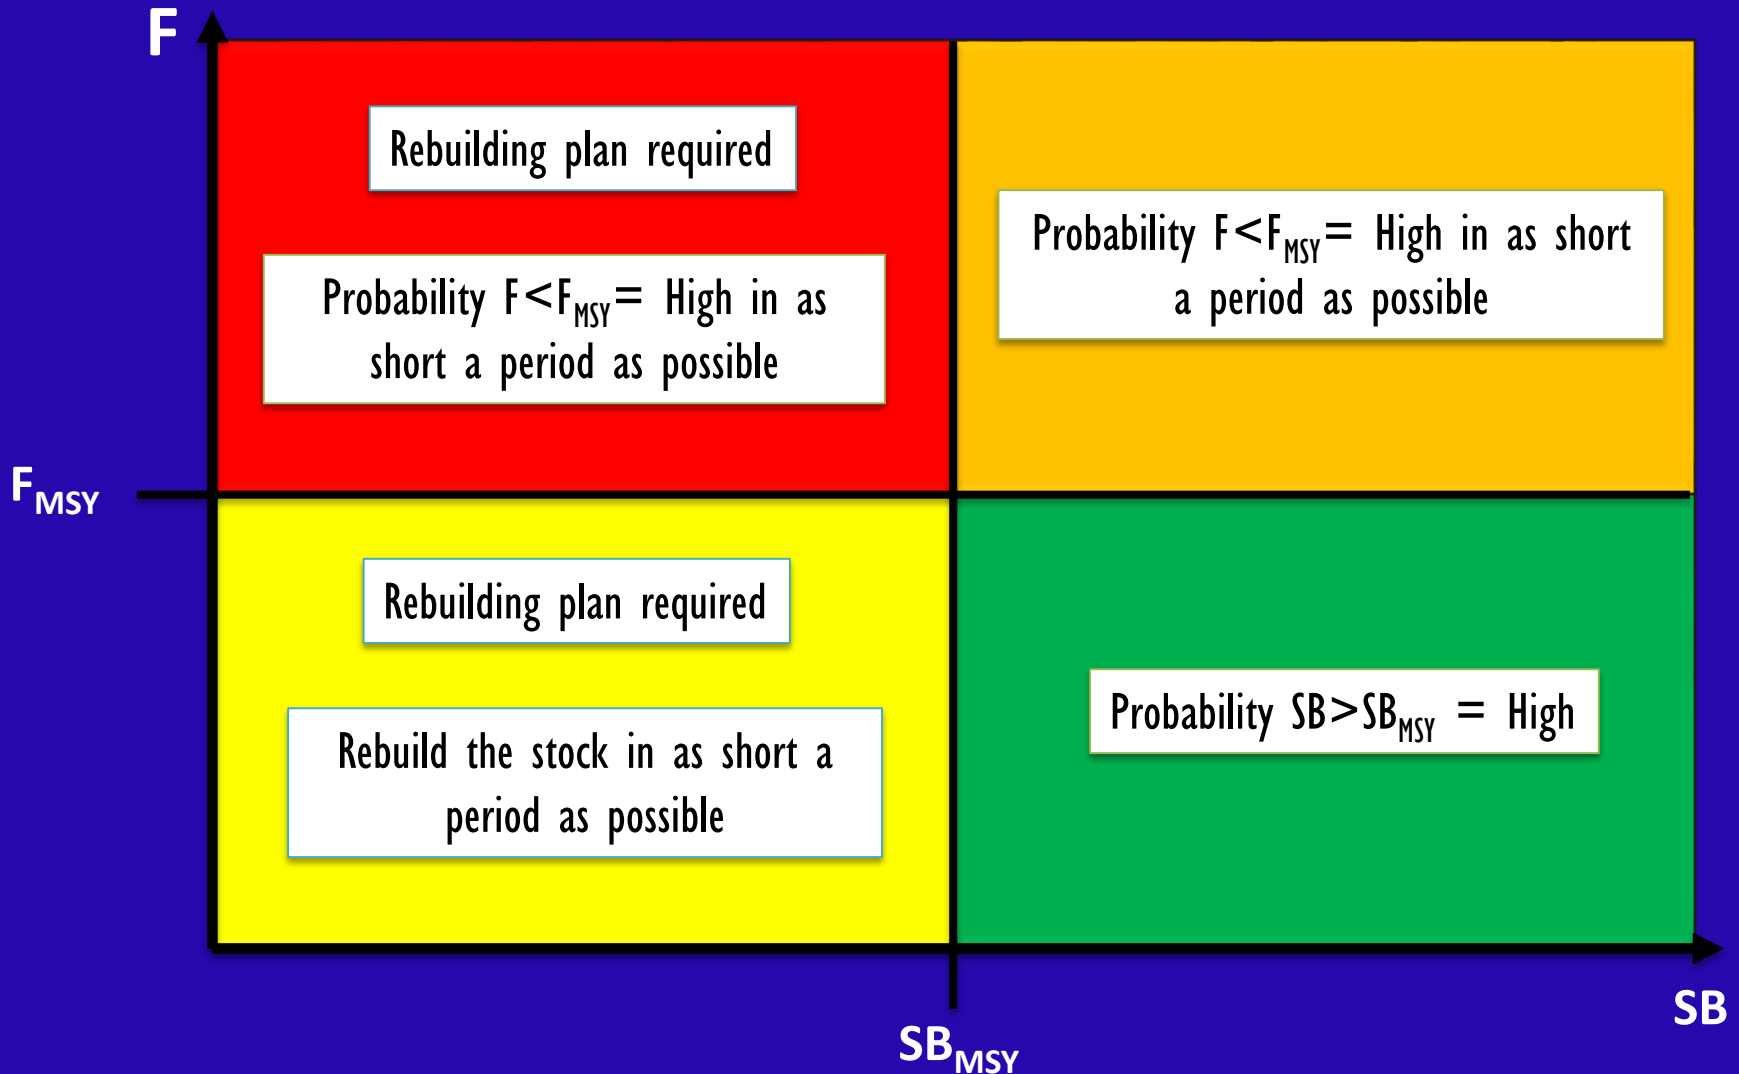 F
Rebuilding plan required
Probability F<FMSY= High in as
short a period as possible
Probability F<FMSY= High in as short
a period as possible
FMSY
Rebuilding plan required
Rebuild the stock in as short a
period as possible
Probability SB>SBMSY = High
SB
SBMSY